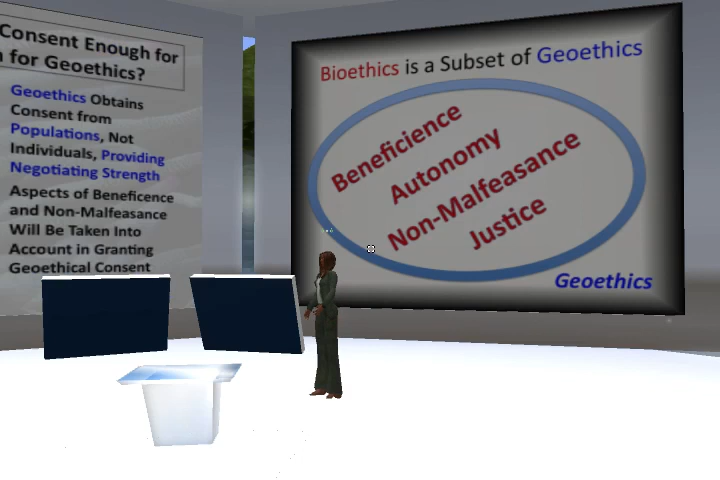 Consent Enough for
for Geoethics?
Geoethics Obtains
Consent from
Populations, Not
Individuals, Providing
Negotiating Strength
Aspects of Beneficence
and Non-Malfeasance
Will Be Taken Into
Account in Granting
Geoethical Consent
Bioethics is a Subset of Geoethics
Beneficience
Autonomy
Non-Malfeasance
Justice
Geoethics